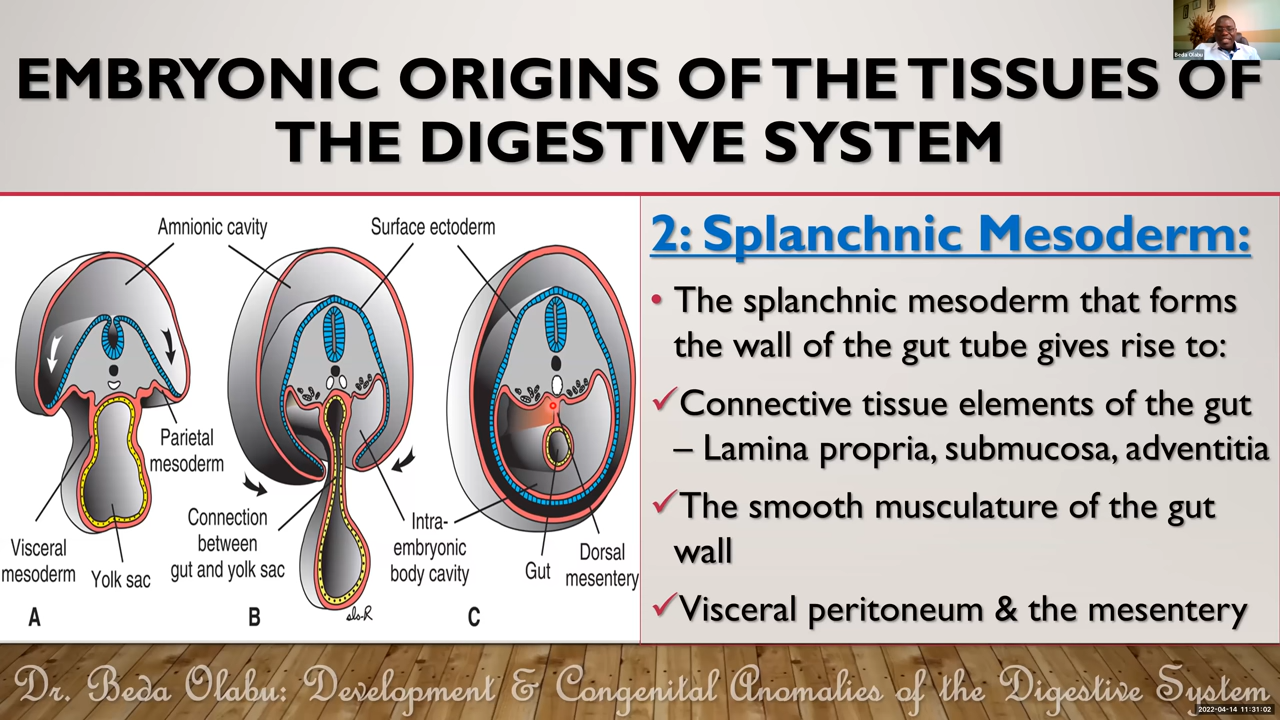 EMBRYONIC ORIGINS OF THE TISSUES OF
THE DIGESTIVE SYSTEM
Beda Olabu
Amnionic cavity
Surface ectoderm
Parietal
mesoderm
Visceral
mesoderm
Yolk sac
Connection
between
gut and yolk sac
Intra-
embryonic
body cavity
Gut
Dorsal
mesentery
A
B
C
sls-R
2: Splanchnic Mesoderm:
• The splanchnic mesoderm that forms
the wall of the gut tube gives rise to:
✓Connective tissue elements of the gut
– Lamina propria, submucosa, adventitia
✓The smooth musculature of the gut
wall
✓Visceral peritoneum & the mesentery
Dr. Beda Olabu: Development & Congenital Anomalies of the Digestive System
2022-04-14 11:31:02